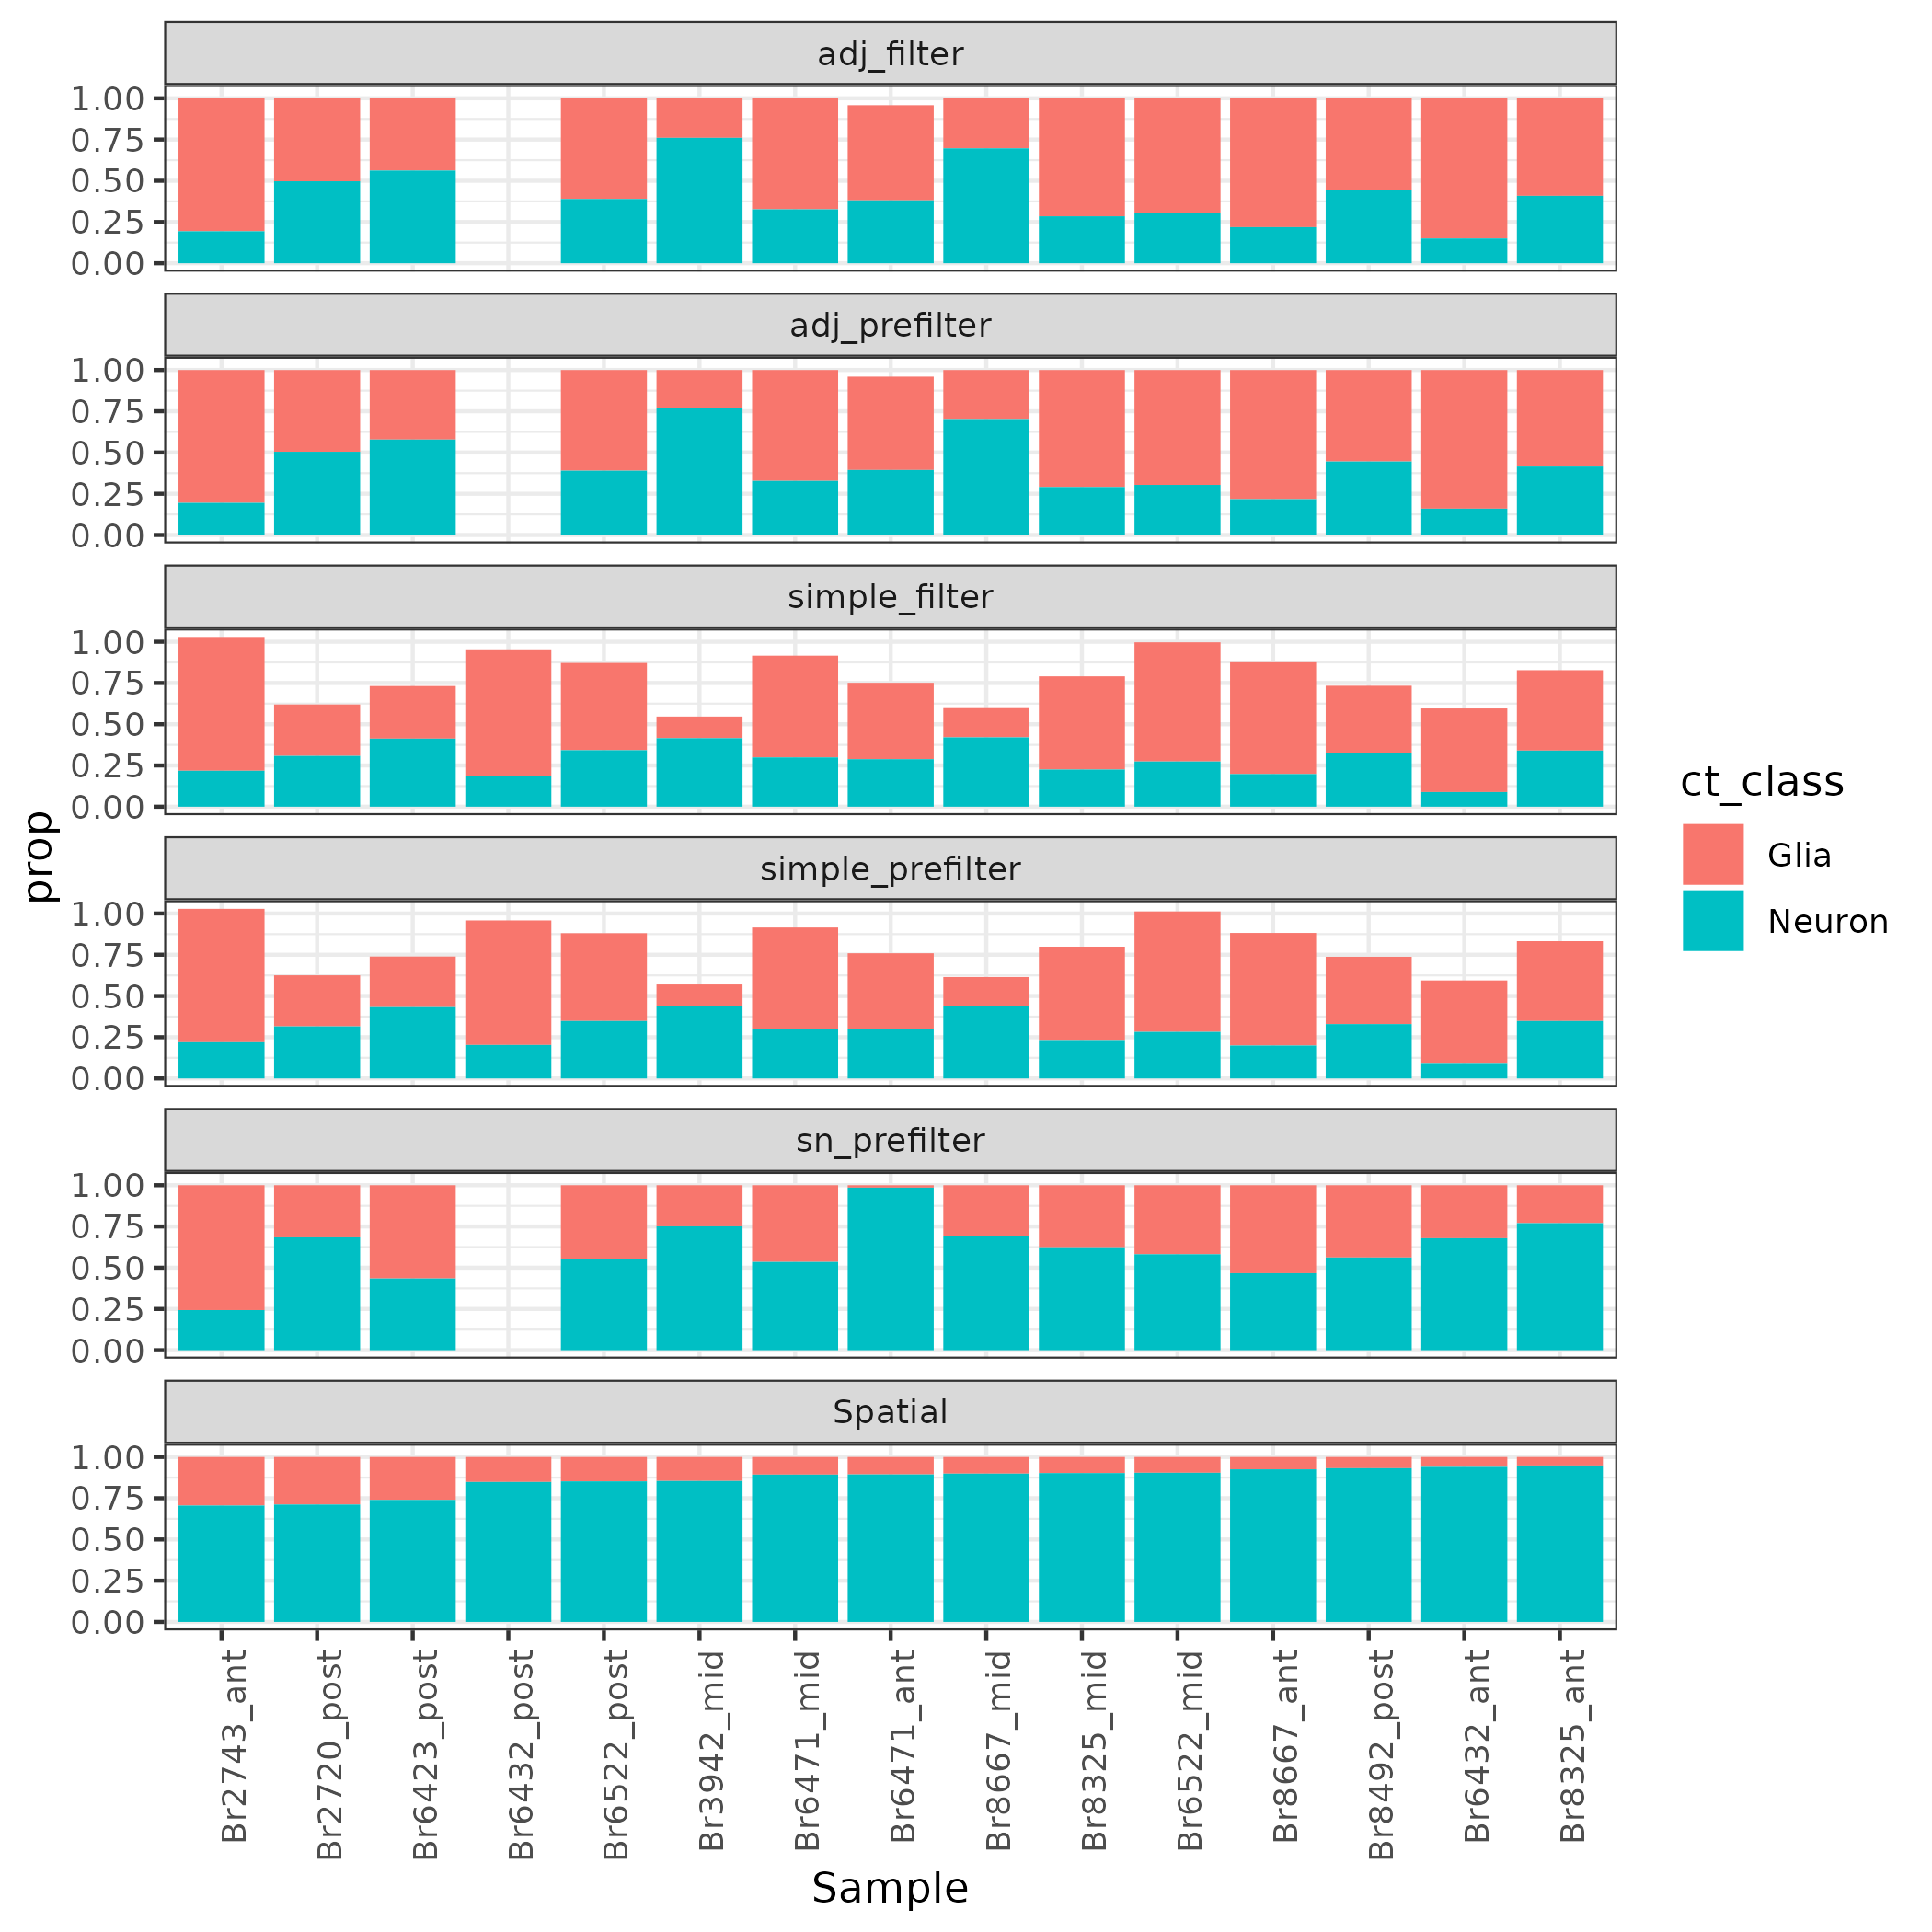 adj_filter
1.00
0.75
0.50
0.25
0.00
adj_prefilter
1.00
0.75
0.50
0.25
0.00
simple_filter
1.00
0.75
0.50
0.25
0.00
simple_prefilter
1.00
0.75
0.50
0.25
0.00
sn_prefilter
1.00
0.75
0.50
0.25
0.00
Spatial
1.00
0.75
0.50
0.25
0.00
prop
Br2743_ant
Br2720_post
Br6423_post
Br6432_post
Br6522_post
Br3942_mid
Br6471_mid
Br6471_ant
Br8667_mid
Br8325_mid
Br6522_mid
Br8667_ant
Br8492_post
Br6432_ant
Br8325_ant
Sample
ct_class
Glia
Neuron